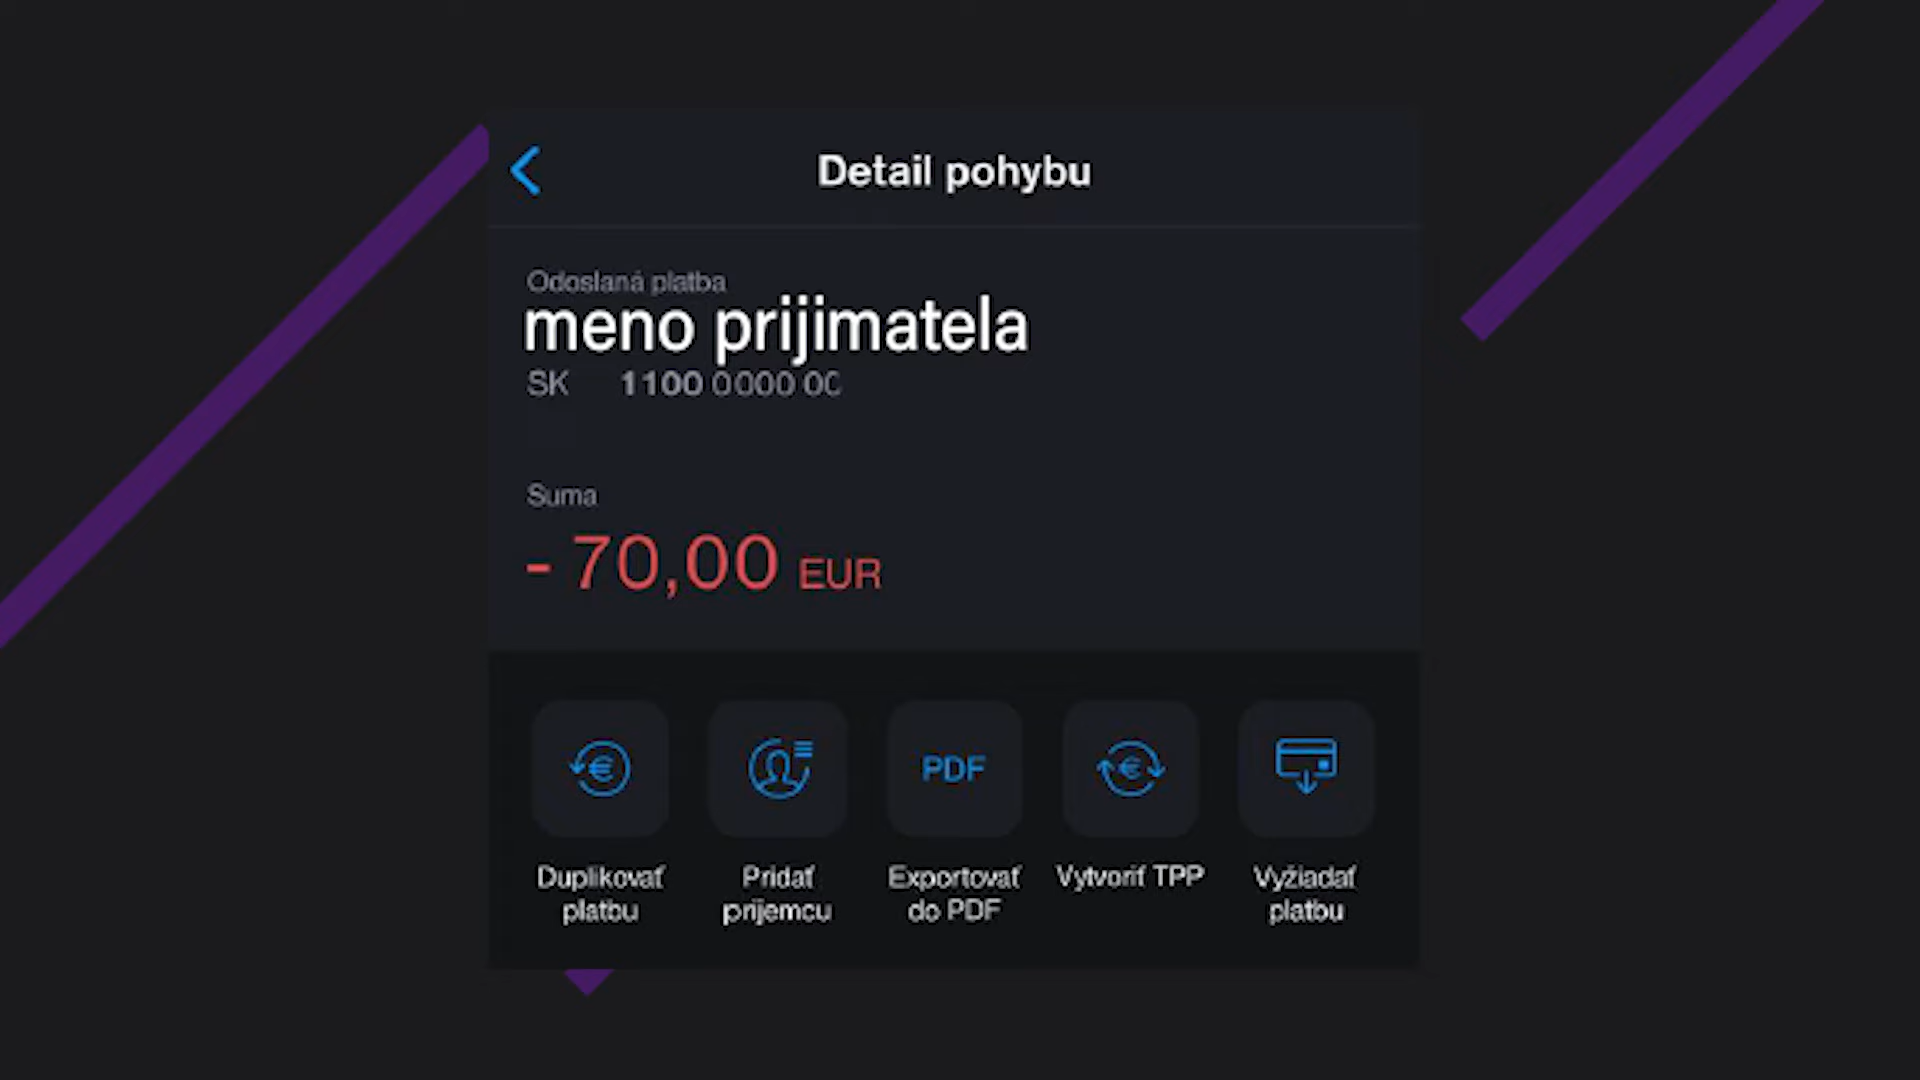 Detail pohybu
Odoslaná platba
meno prijimatela
SK 1100 0000 00
Suma
- 70,00 EUR
PDF
Duplikovať platbu
Pridať prijemcu
Exportovať do PDF
Vytvoriť TPP
Vyžiadať platbu